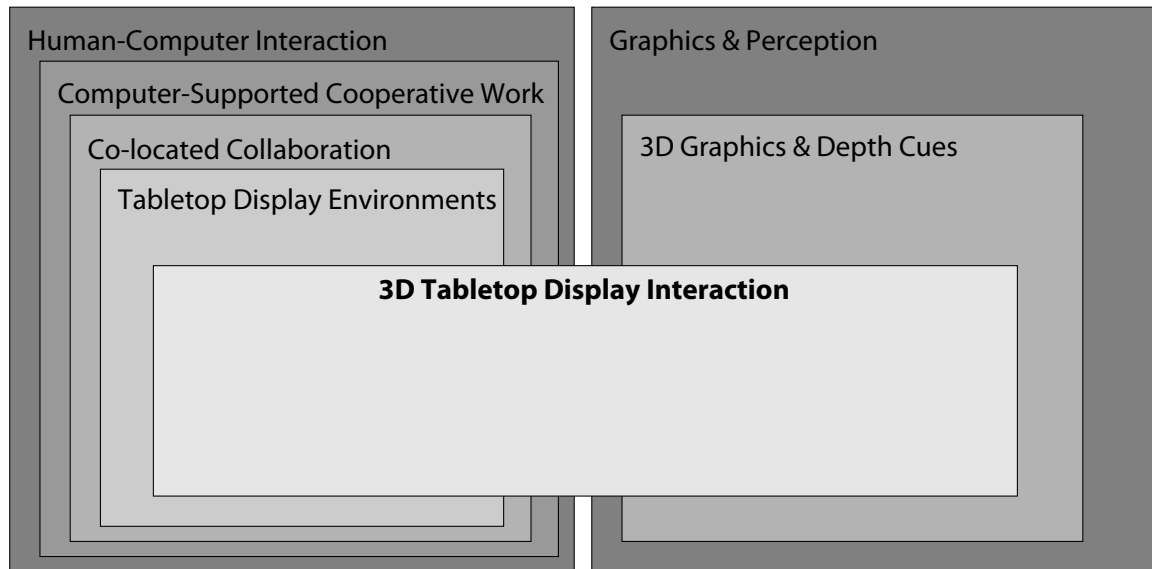 Human-Computer Interaction
Computer-Supported Cooperative Work
Co-located Collaboration
Tabletop Display Environments
Graphics & Perception
3D Graphics & Depth Cues
3D Tabletop Display Interaction